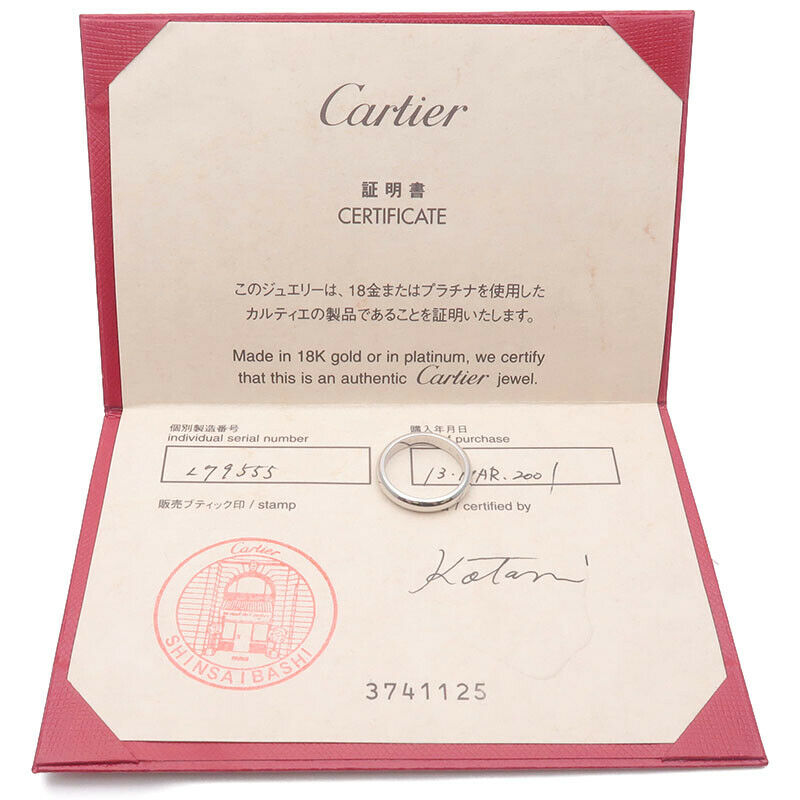 Cartier
証明書
CERTIFICATE
このジュエリーは、18金またはプラチナを使用した
カルティエの製品であることを証明いたします。
Made in 18K gold or in platinum, we certify
that this is an authentic Cartier jewel.
個別製造番号
individual serial number
L79555
購入年月日
of purchase
13·MAR.2001
販売ブティック印 / stamp
/ certified by
Cartier
SHINSAIBASHI
Kotani
3741125